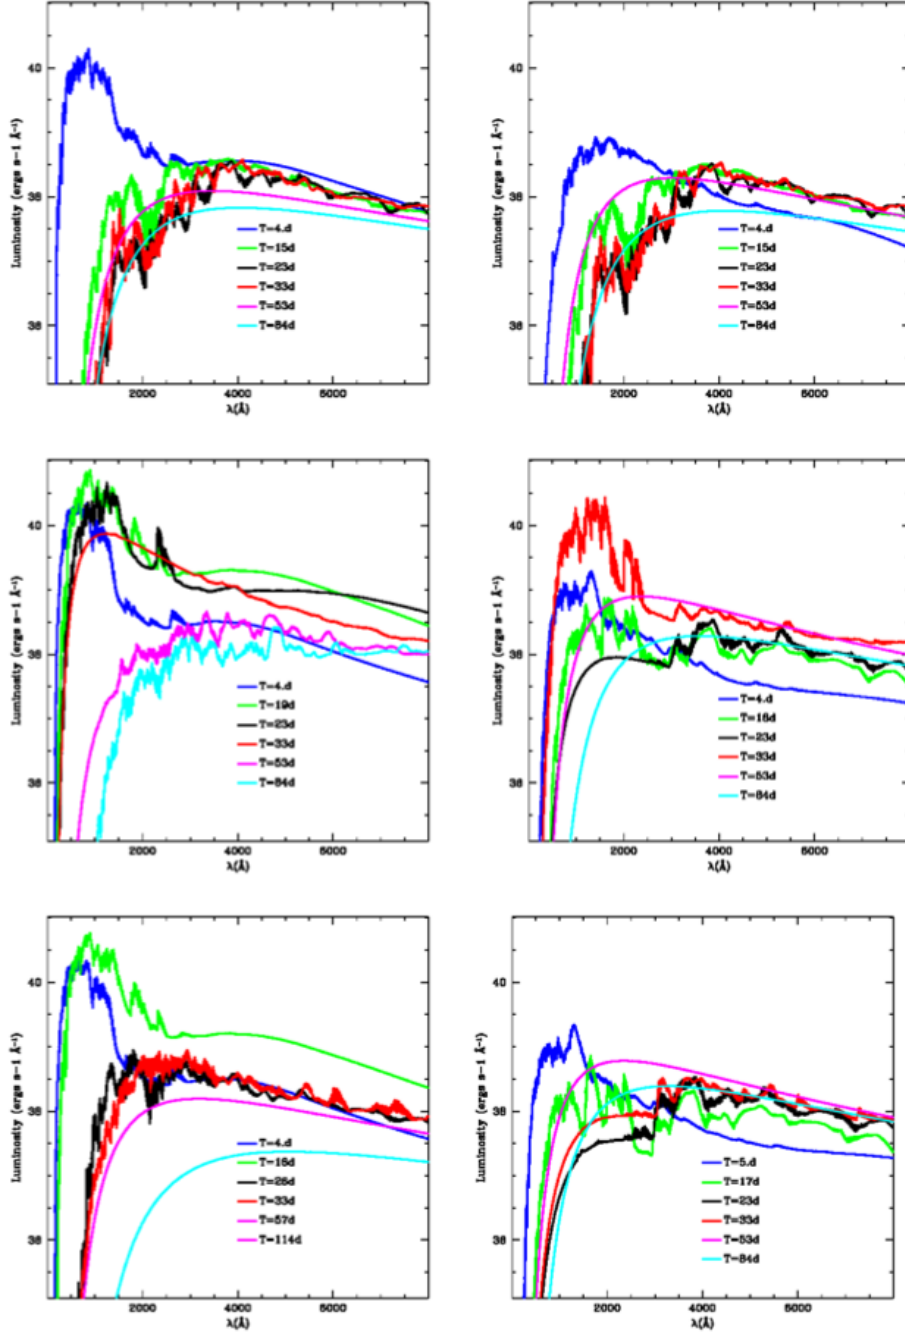 Luminosity (ergs s−1 Å⁻¹)
40
38
36
T=4.d
T=15d
T=23d
T=33d
T=53d
T=84d
2000 4000 6000
λ(Å)
Luminosity (ergs s−1 Å⁻¹)
40
38
36
T=4.d
T=15d
T=23d
T=33d
T=53d
T=84d
2000 4000 6000
λ(Å)
Luminosity (ergs s−1 Å⁻¹)
40
38
36
T=4.d
T=19d
T=23d
T=33d
T=53d
T=84d
2000 4000 6000
λ(Å)
Luminosity (ergs s−1 Å⁻¹)
40
38
36
T=4.d
T=16d
T=23d
T=33d
T=53d
T=84d
2000 4000 6000
λ(Å)
Luminosity (ergs s−1 Å⁻¹)
40
38
36
T=4.d
T=16d
T=26d
T=33d
T=57d
T=114d
2000 4000 6000
λ(Å)
Luminosity (ergs s−1 Å⁻¹)
40
38
36
T=5.d
T=17d
T=23d
T=33d
T=53d
T=84d
2000 4000 6000
λ(Å)